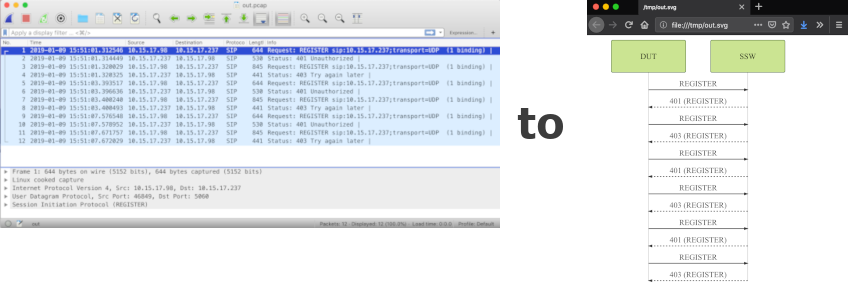 out.pcap
Apply a display filter ... <⌘/>
Expression...
+
No. Time Source Destination Protocol Length Info
1 2019-01-09 15:51:01.312546 10.15.17.98 10.15.17.237 SIP 644 Request: REGISTER sip:10.15.17.237;transport=UDP (1 binding) |
2 2019-01-09 15:51:01.314449 10.15.17.237 10.15.17.98 SIP 530 Status: 401 Unauthorized |
3 2019-01-09 15:51:01.320029 10.15.17.98 10.15.17.237 SIP 845 Request: REGISTER sip:10.15.17.237;transport=UDP (1 binding) |
4 2019-01-09 15:51:01.320325 10.15.17.237 10.15.17.98 SIP 441 Status: 403 Try again later |
5 2019-01-09 15:51:03.393517 10.15.17.98 10.15.17.237 SIP 644 Request: REGISTER sip:10.15.17.237;transport=UDP (1 binding) |
6 2019-01-09 15:51:03.396636 10.15.17.237 10.15.17.98 SIP 530 Status: 401 Unauthorized |
7 2019-01-09 15:51:03.400240 10.15.17.98 10.15.17.237 SIP 845 Request: REGISTER sip:10.15.17.237;transport=UDP (1 binding) |
8 2019-01-09 15:51:03.400493 10.15.17.237 10.15.17.98 SIP 441 Status: 403 Try again later |
9 2019-01-09 15:51:07.576548 10.15.17.98 10.15.17.237 SIP 644 Request: REGISTER sip:10.15.17.237;transport=UDP (1 binding) |
10 2019-01-09 15:51:07.578952 10.15.17.237 10.15.17.98 SIP 530 Status: 401 Unauthorized |
11 2019-01-09 15:51:07.671757 10.15.17.98 10.15.17.237 SIP 845 Request: REGISTER sip:10.15.17.237;transport=UDP (1 binding) |
12 2019-01-09 15:51:07.672029 10.15.17.237 10.15.17.98 SIP 441 Status: 403 Try again later |
Frame 1: 644 bytes on wire (5152 bits), 644 bytes captured (5152 bits)
Linux cooked capture
Internet Protocol Version 4, Src: 10.15.17.98, Dst: 10.15.17.237
User Datagram Protocol, Src Port: 46849, Dst Port: 5060
Session Initiation Protocol (REGISTER)
out
Packets: 12 · Displayed: 12 (100.0%) · Load time: 0:0.0
Profile: Default
to
/tmp/out.svg
file:///tmp/out.svg
DUT
SSW
REGISTER
401 (REGISTER)
REGISTER
403 (REGISTER)
REGISTER
401 (REGISTER)
REGISTER
403 (REGISTER)
REGISTER
401 (REGISTER)
REGISTER
403 (REGISTER)